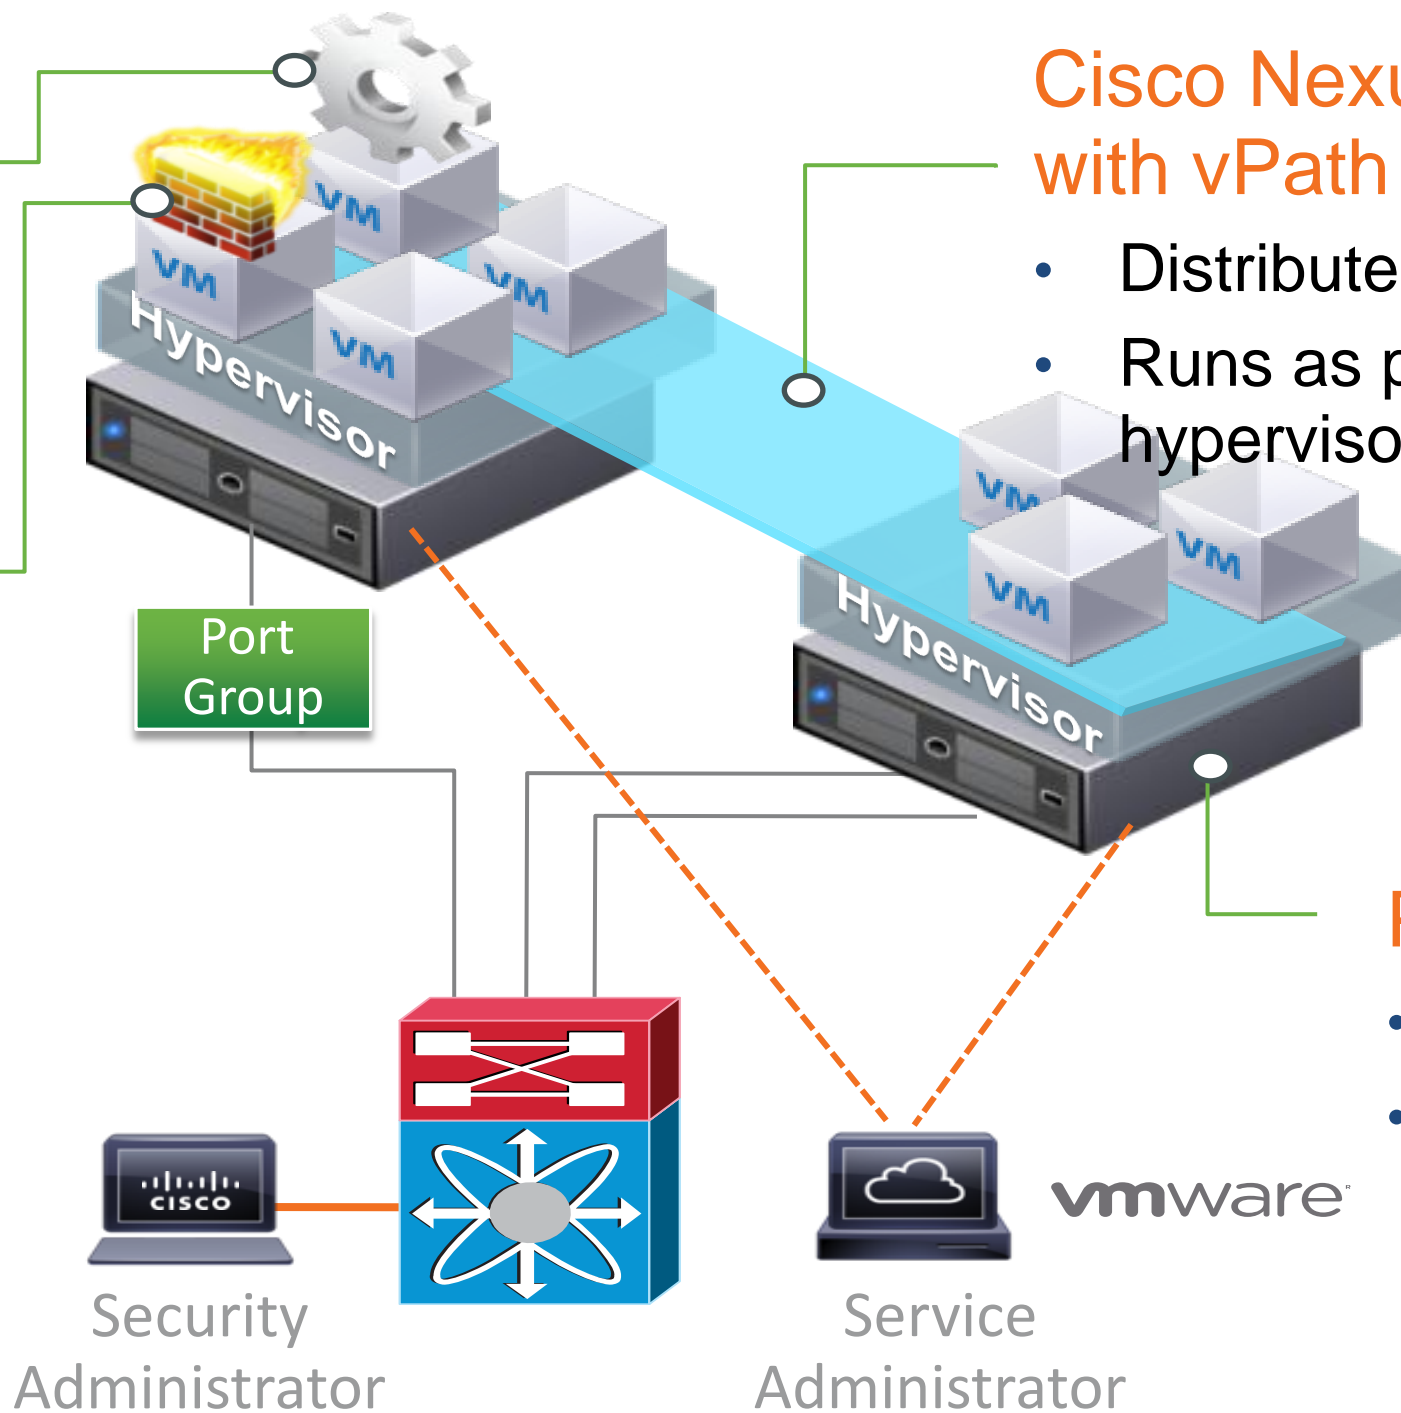 Cisco Nexu
with vPath
• Distribute
• Runs as p
hyperviso
VM
VM
VM
VM
Hypervisor
VM
VM
VM
Hypervisor
Port
Group
•
•
CISCO
vmware
Security
Administrator
Service
Administrator